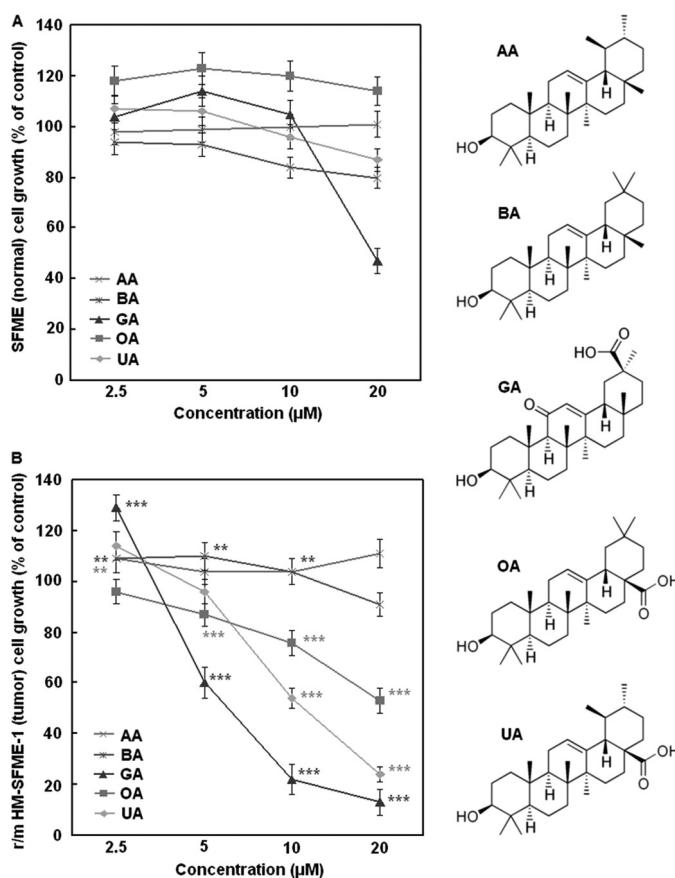 A
140
120
100
80
60
40
20
0
SFME (normal) cell growth (% of control)
AA
BA
GA
OA
UA
2.5 5 10 20
Concentration (µM)
B
140
120
100
80
60
40
20
0
r/m HM-SFME-1 (tumor) cell growth (% of control)
***
** ** **
**
*** ***
*** *** ***
*** ***
***
AA
BA
GA
OA
UA
2.5 5 10 20
Concentration (µM)
AA
H
H
HO
BA
H
H
HO
GA
O
HO
O
H
H
HO
OA
H
OH
O
H
HO
UA
H
OH
O
H
HO